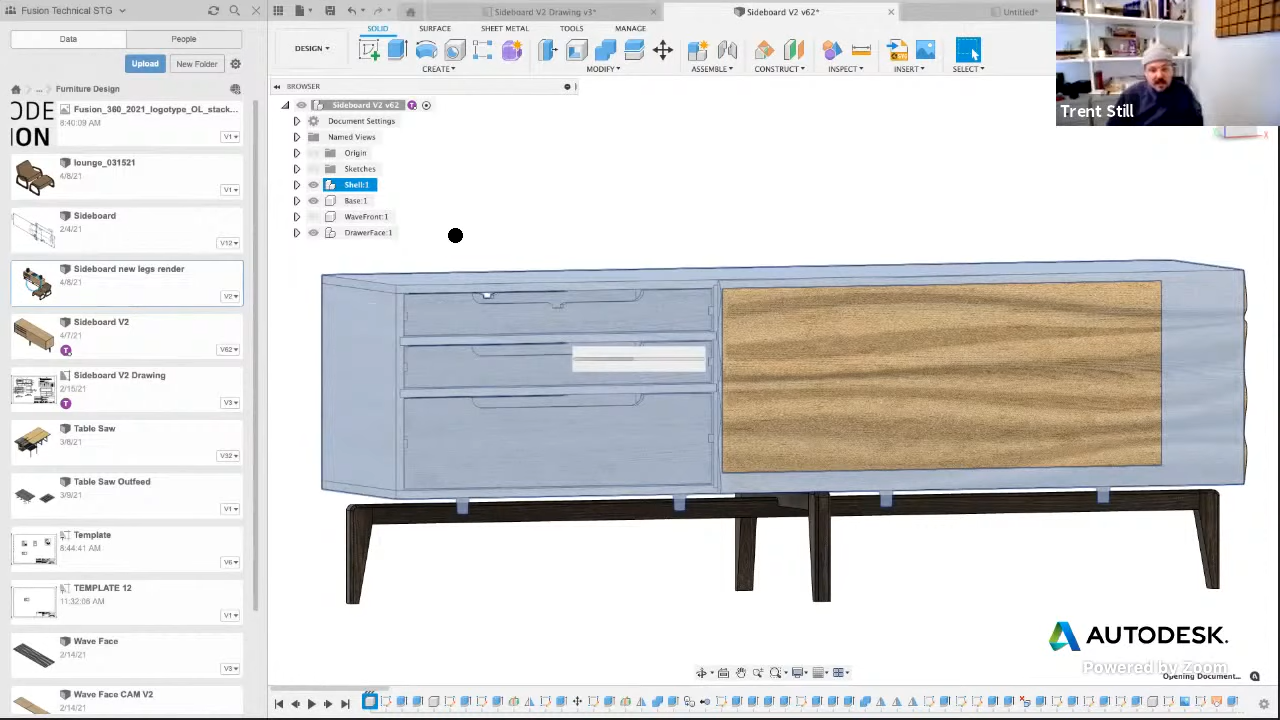 Fusion Technical STG
Data
People
Upload
New Folder
... Furniture Design
ODE
ION
Fusion_360_2021_logotype_OL_stack...
8:40:09 AM
V1
lounge_031521
4/8/21
V1
Sideboard
2/4/21
V12
Sideboard new legs render
4/8/21
V2
Sideboard V2
4/7/21
T
V62
Sideboard V2 Drawing
2/15/21
T
V3
Table Saw
3/8/21
V32
Table Saw Outfeed
3/9/21
V1
Template
8:44:41 AM
V6
TEMPLATE 12
11:32:06 AM
V1
Wave Face
2/14/21
V3
Wave Face CAM V2
2/14/21
Sideboard V2 Drawing v3*
Sideboard V2 v62*
Untitled*
SOLID
SURFACE
SHEET METAL
TOOLS
MANAGE
DESIGN
CREATE
MODIFY
ASSEMBLE
CONSTRUCT
INSPECT
INSERT
SELECT
BROWSER
Sideboard V2 v62
T
Document Settings
Named Views
Origin
Sketches
Shell:1
Base:1
WaveFront:1
DrawerFace:1
Trent Still
X
AUTODESK.
Powered by Zoom
Opening Document...